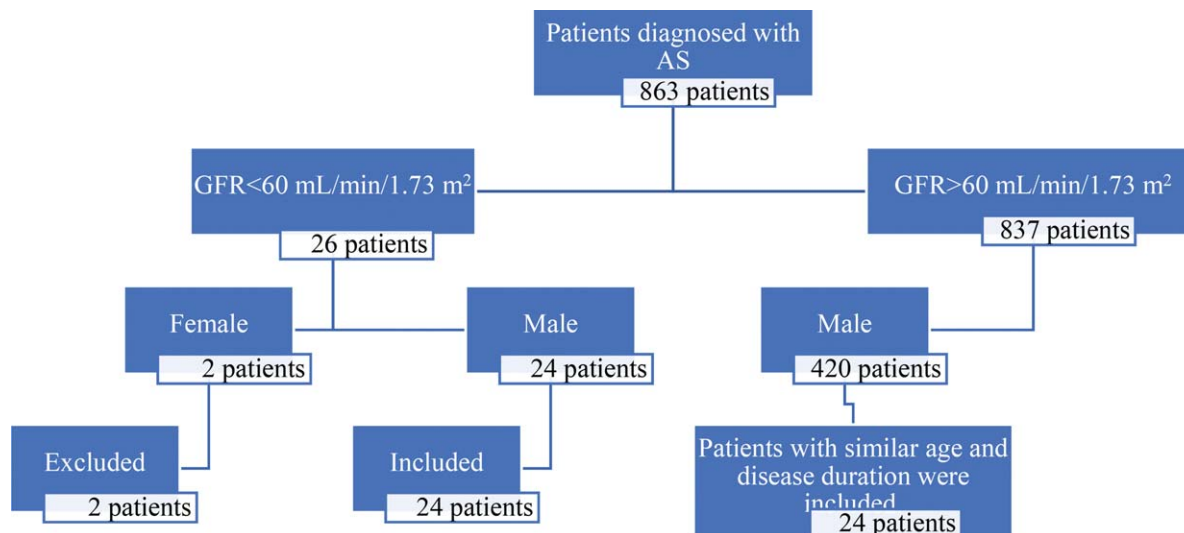 Patients diagnosed with
AS
863 patients
GFR<60 mL/min/1.73 m²
26 patients
GFR>60 mL/min/1.73 m²
837 patients
Female
2 patients
Male
24 patients
Male
420 patients
Excluded
2 patients
Included
24 patients
Patients with similar age and
disease duration were
included
24 patients